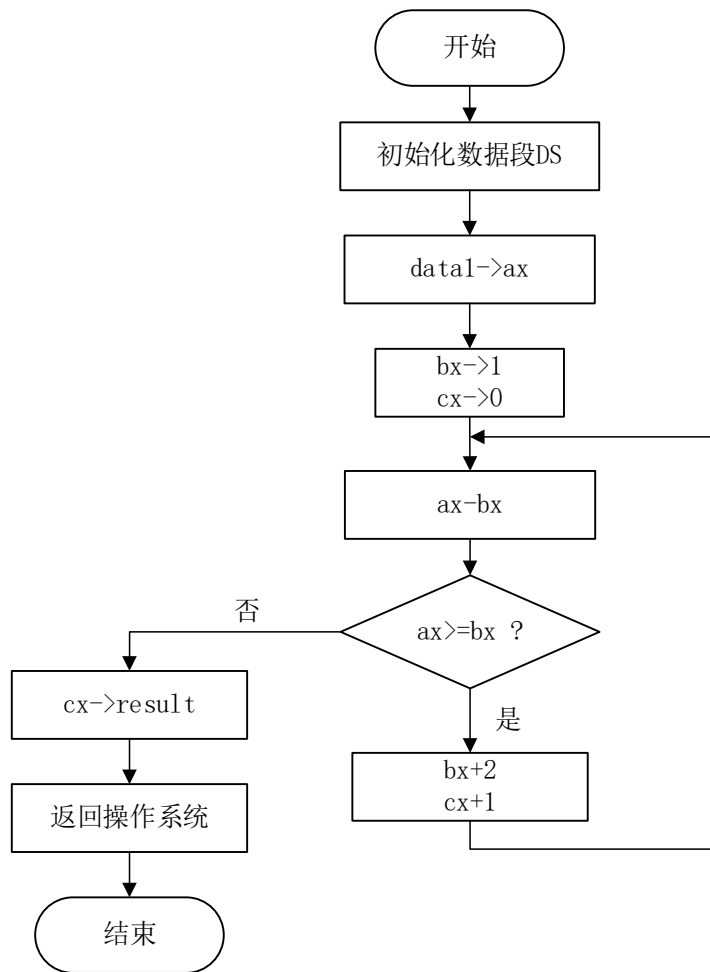 开始
初始化数据段DS
data1->ax
bx->1
cx->0
ax-bx
ax>=bx ?
否
是
cx->result
bx+2
cx+1
返回操作系统
结束